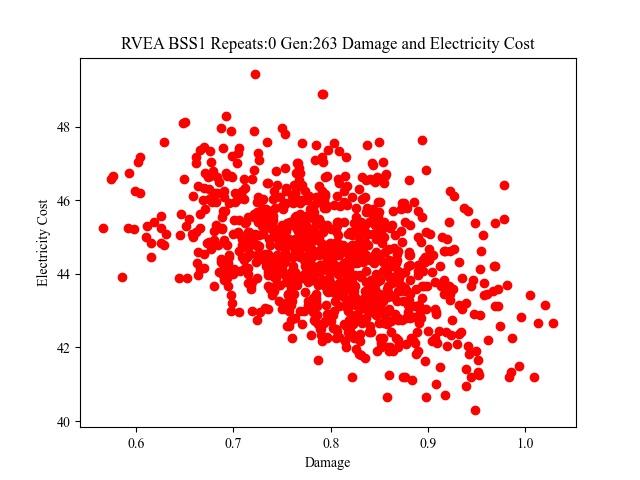 RVEA BSS1 Repeats:0 Gen:263 Damage and Electricity Cost
48
46
44
42
40
Electricity Cost
0.6 0.7 0.8 0.9 1.0
Damage